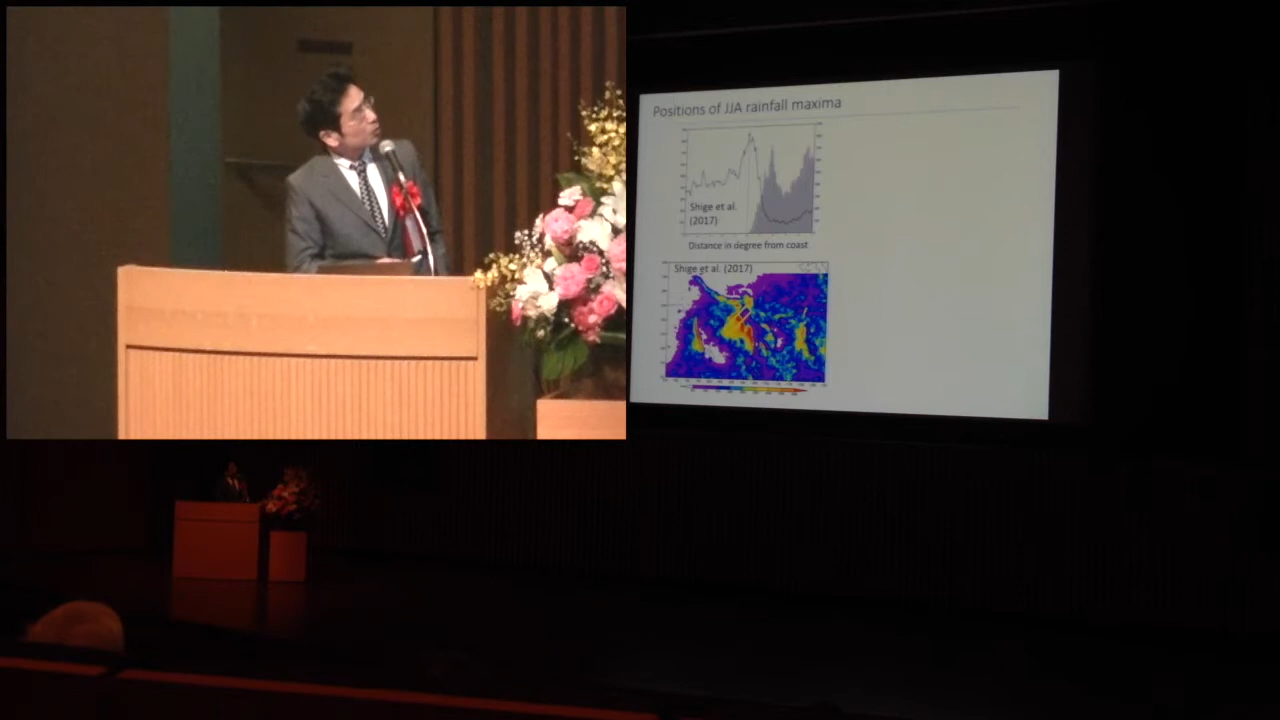 Positions of JJA rainfall maxima
Shige et al.
(2017)
Distance in degree from coast
Shige et al. (2017)